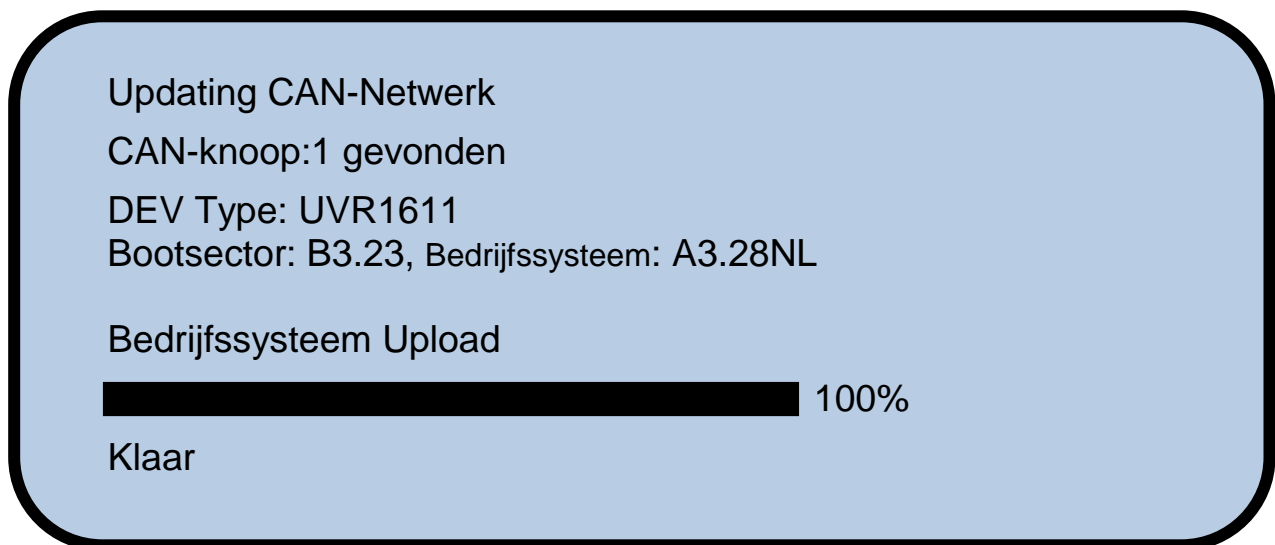 Updating CAN-Netwerk
CAN-knoop:1 gevonden
DEV Type: UVR1611
Bootsector: B3.23, Bedrijfssysteem: A3.28NL
Bedrijfssysteem Upload
100%
Klaar